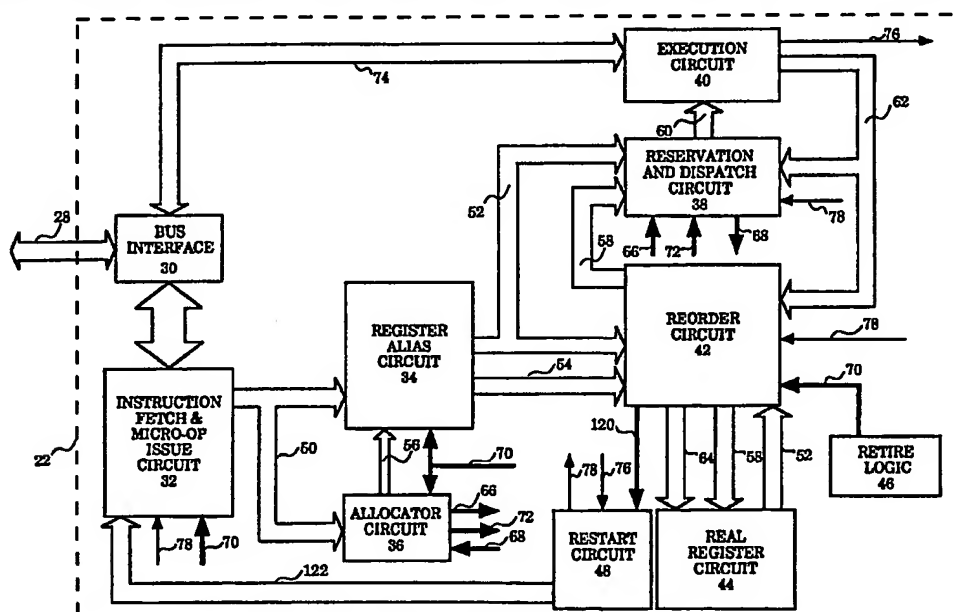 EXECUTION
CIRCUIT
40
76
74
62
60
RESERVATION
AND DISPATCH
CIRCUIT
38
78
52
28
BUS
INTERFACE
30
58
66
72
68
REGISTER
ALIAS
CIRCUIT
34
REORDER
CIRCUIT
42
78
54
70
INSTRUCTION
FETCH &
MICRO-OP
ISSUE
CIRCUIT
32
22
50
56
70
120
78
76
64
58
52
RETIRE
LOGIC
46
ALLOCATOR
CIRCUIT
36
66
72
68
RESTART
CIRCUIT
48
REAL
REGISTER
CIRCUIT
44
78
70
122